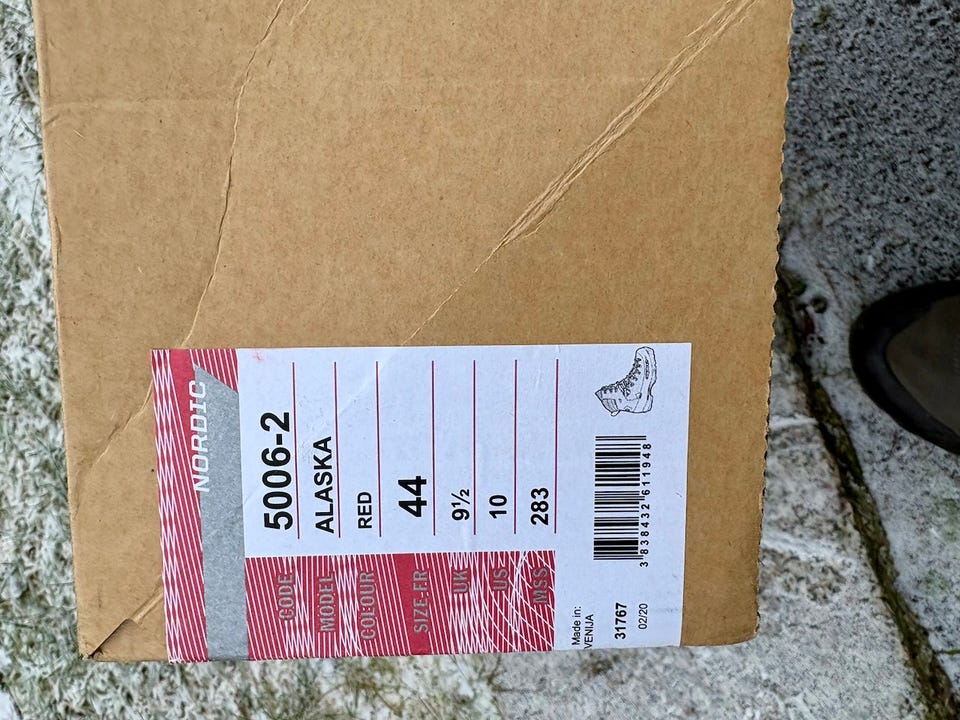 NORDIC
CODE 5006-2
MODEL ALASKA
COLOUR RED
SIZE-FR 44
UK 9½
US 10
MSS 283
3 838432 611948
Made in:
VENIJA
31767
02/20